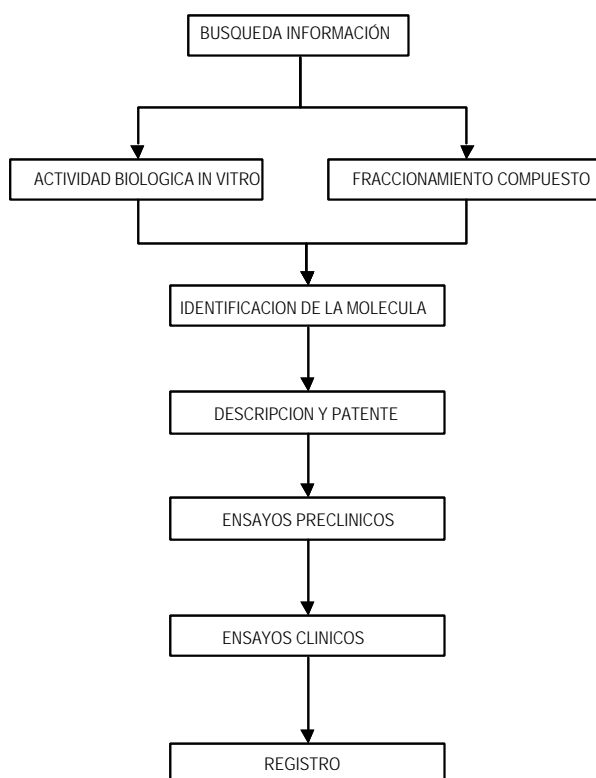 BUSQUEDA INFORMACIÓN
ACTIVIDAD BIOLOGICA IN VITRO
FRACCIONAMIENTO COMPUESTO
IDENTIFICACION DE LA MOLECULA
DESCRIPCION Y PATENTE
ENSAYOS PRECLINICOS
ENSAYOS CLINICOS
REGISTRO